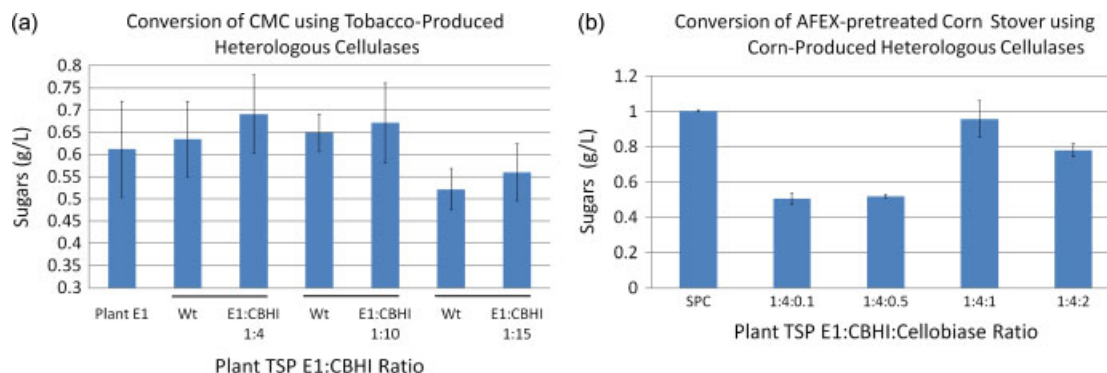 (a)
Conversion of CMC using Tobacco-Produced
Heterologous Cellulases
Sugars (g/L)
0.8
0.75
0.7
0.65
0.6
0.55
0.5
0.45
0.4
0.35
0.3
Plant E1
Wt
E1:CBHI
1:4
Wt
E1:CBHI
1:10
Wt
E1:CBHI
1:15
Plant TSP E1:CBHI Ratio
(b)
Conversion of AFEX-pretreated Corn Stover using
Corn-Produced Heterologous Cellulases
Sugars (g/L)
1.2
1
0.8
0.6
0.4
0.2
0
SPC
1:4:0.1
1:4:0.5
1:4:1
1:4:2
Plant TSP E1:CBHI:Cellobiase Ratio